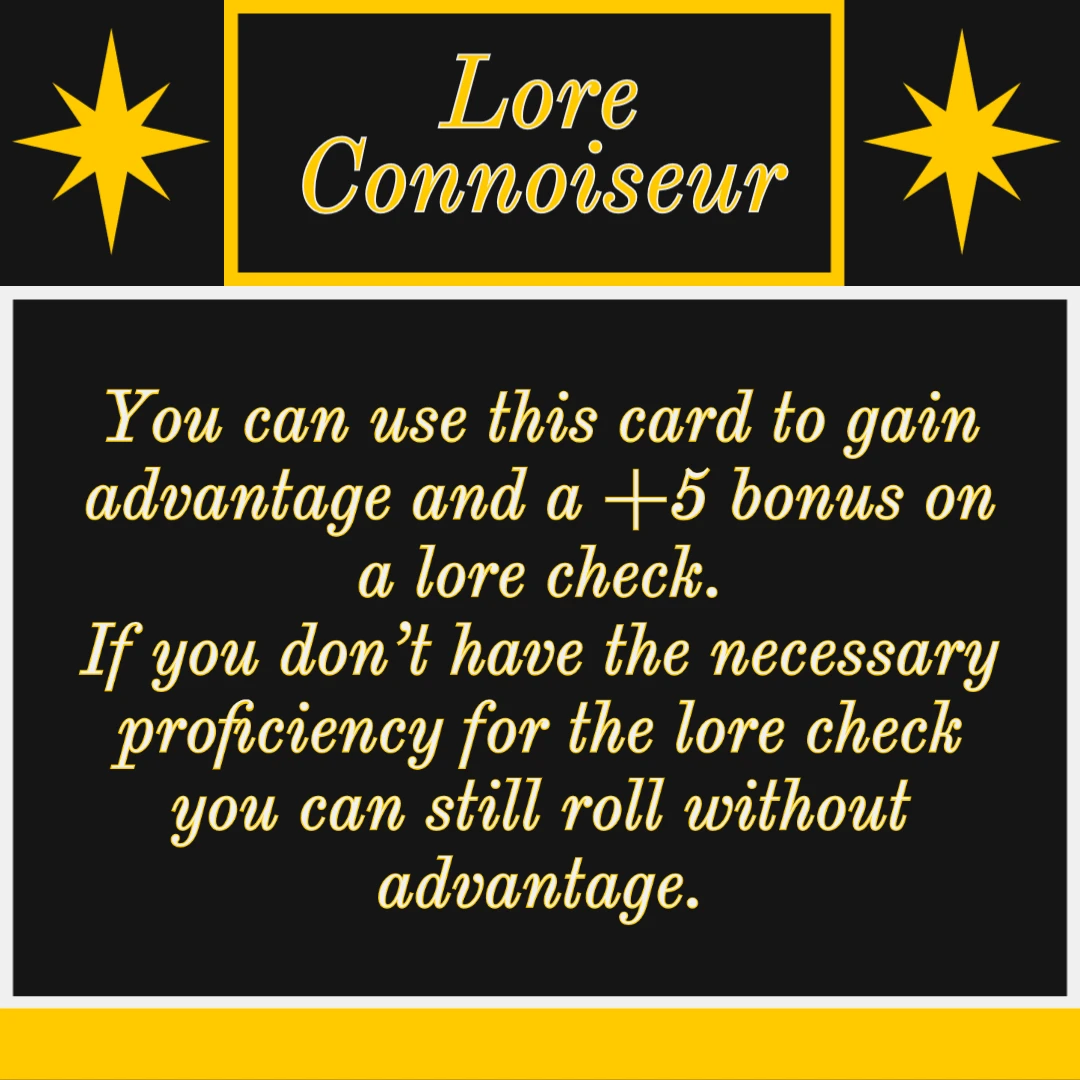 Lore
Connoiseur
You can use this card to gain
advantage and a +5 bonus on
a lore check.
If you don’t have the necessary
proficiency for the lore check
you can still roll without
advantage.